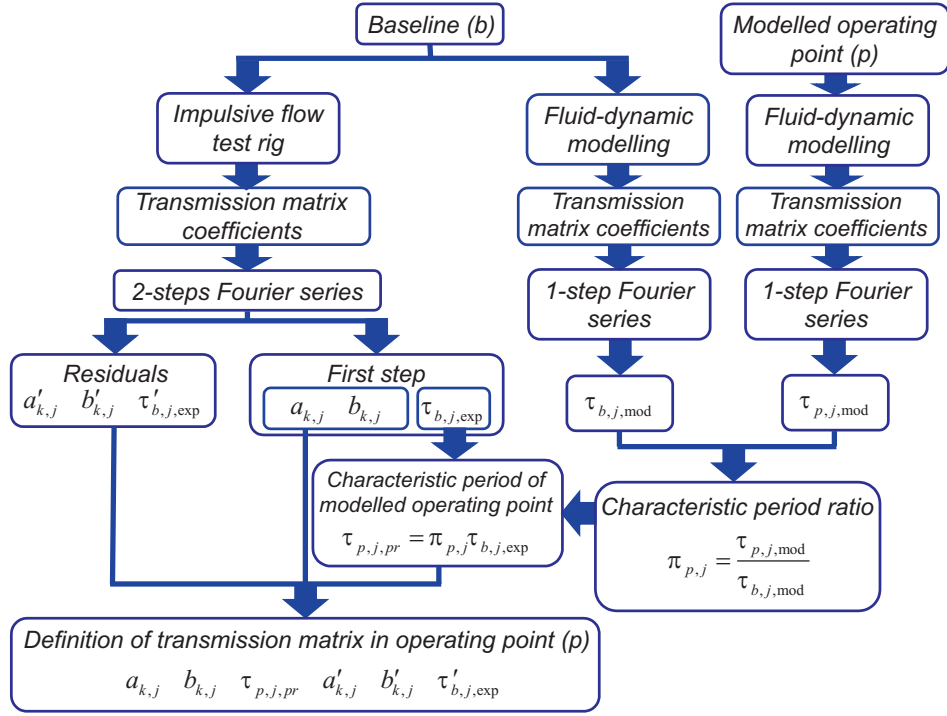 Baseline (b)
Modelled operating
point (p)
Impulsive flow
test rig
Fluid-dynamic
modelling
Fluid-dynamic
modelling
Transmission matrix
coefficients
Transmission
matrix coefficients
Transmission
matrix coefficients
2-steps Fourier series
1-step Fourier
series
1-step Fourier
series
Residuals
a′k,j b′k,j τ′b,j,exp
First step
ak,j bk,j τb,j,exp
τb,j,mod
τp,j,mod
Characteristic period of
modelled operating point
τp,j,pr = πp,j τb,j,exp
Characteristic period ratio
πp,j = τp,j,mod / τb,j,mod
Definition of transmission matrix in operating point (p)
ak,j bk,j τp,j,pr a′k,j b′k,j τ′b,j,exp